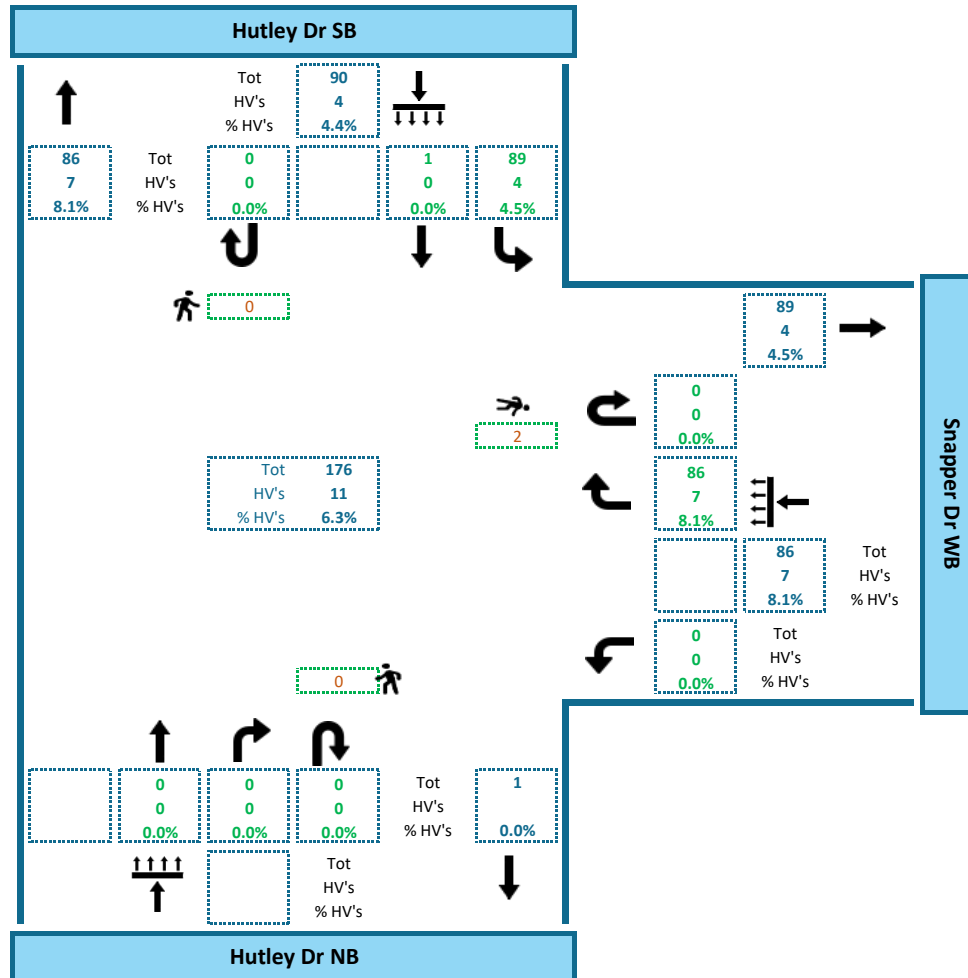 Hutley Dr SB
Tot 90
HV's 4
% HV's 4.4%
86 Tot 0 1 89
7 HV's 0 0 4
8.1% % HV's 0.0% 0.0% 4.5%
0
89
4
4.5%
0
0
0.0%
2
Snapper Dr WB
Tot 176
HV's 11
% HV's 6.3%
86
7
8.1%
86 Tot
7 HV's
8.1% % HV's
0 Tot
0 HV's
0.0% % HV's
0
0 0 0 Tot 1
0 0 0 HV's
0.0% 0.0% 0.0% % HV's 0.0%
Tot
HV's
% HV's
Hutley Dr NB